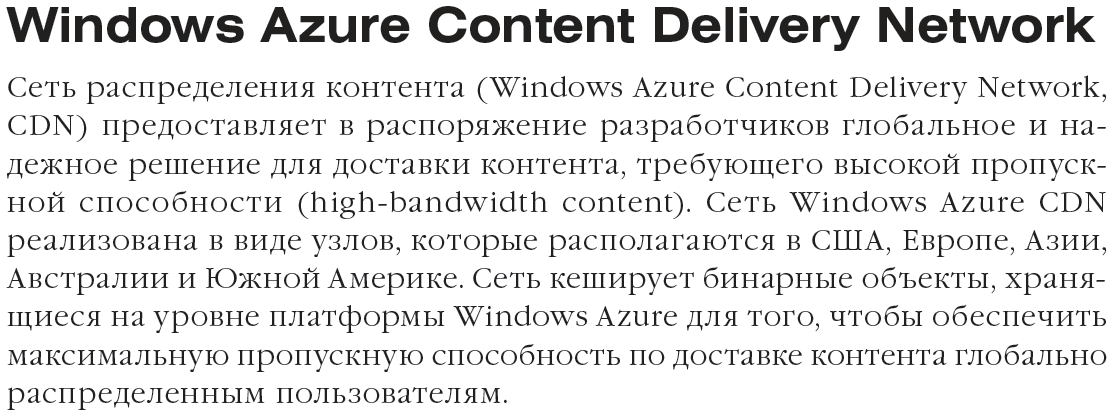 Windows Azure Content Delivery Network
Сеть распределения контента (Windows Azure Content Delivery Network,
CDN) предоставляет в распоряжение разработчиков глобальное и на-
дежное решение для доставки контента, требующего высокой пропуск-
ной способности (high-bandwidth content). Сеть Windows Azure CDN
реализована в виде узлов, которые располагаются в США, Европе, Азии,
Австралии и Южной Америке. Сеть кеширует бинарные объекты, храня-
щиеся на уровне платформы Windows Azure для того, чтобы обеспечить
максимальную пропускную способность по доставке контента глобально
распределенным пользователям.